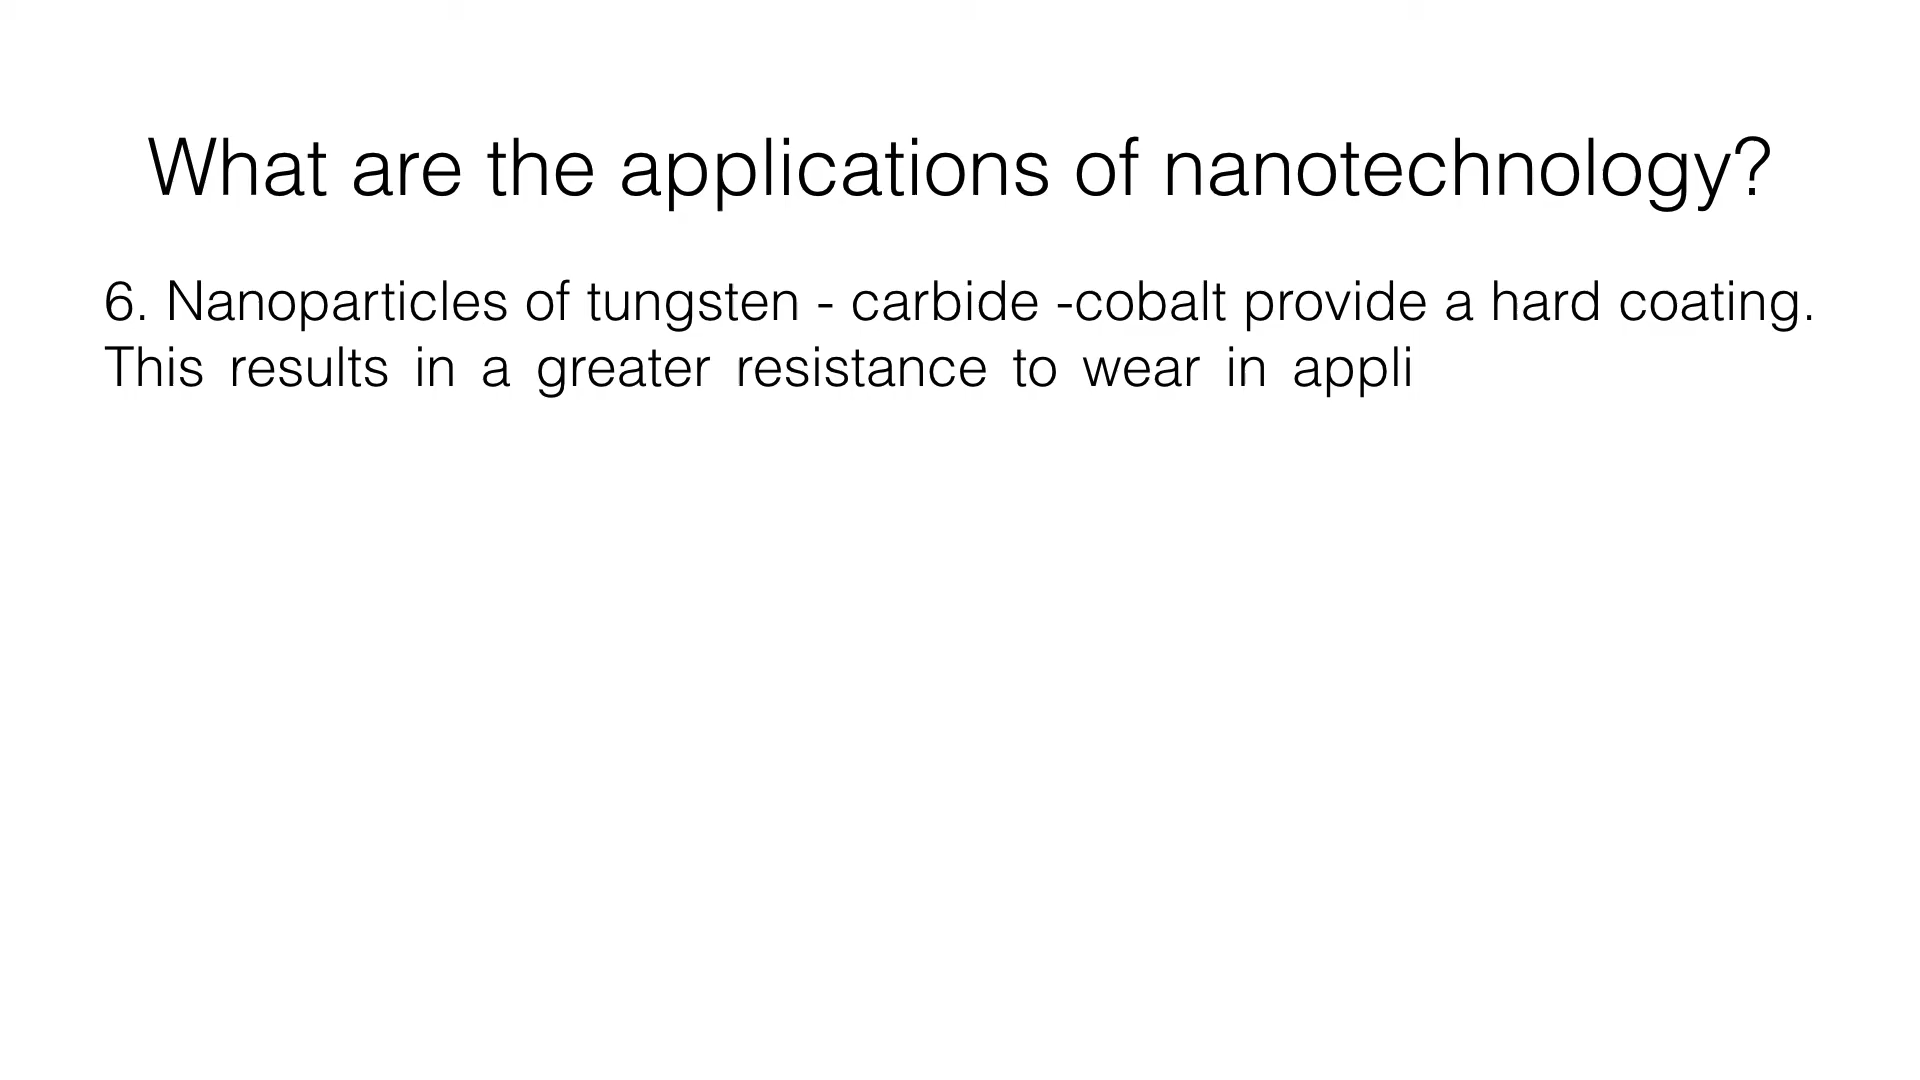 What are the applications of nanotechnology?
6. Nanoparticles of tungsten - carbide -cobalt provide a hard coating.
This results in a greater resistance to wear in appli